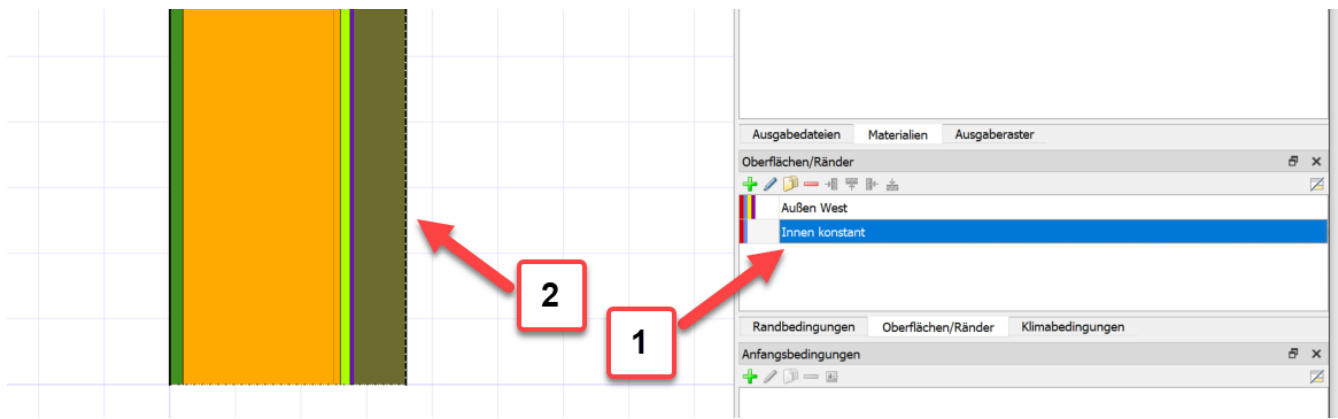 Ausgabedateien Materialien Ausgaberaster
Oberflächen/Ränder
Außen West
Innen konstant
2
1
Randbedingungen Oberflächen/Ränder Klimabedingungen
Anfangsbedingungen